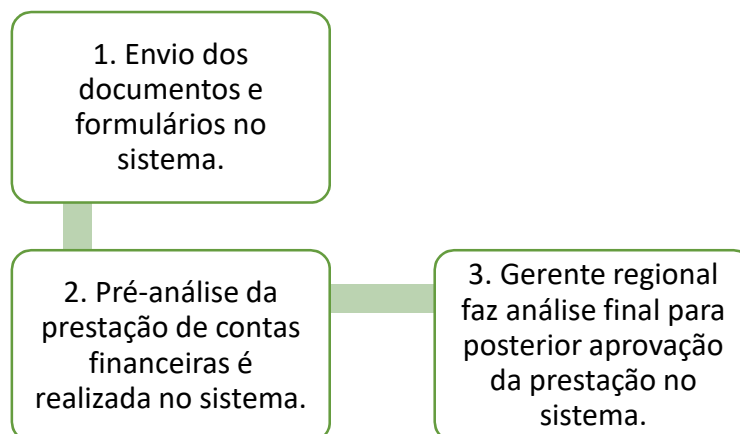 1. Envio dos
documentos e
formulários no
sistema.
2. Pré-análise da
prestação de contas
financeiras é
realizada no sistema.
3. Gerente regional
faz análise final para
posterior aprovação
da prestação no
sistema.